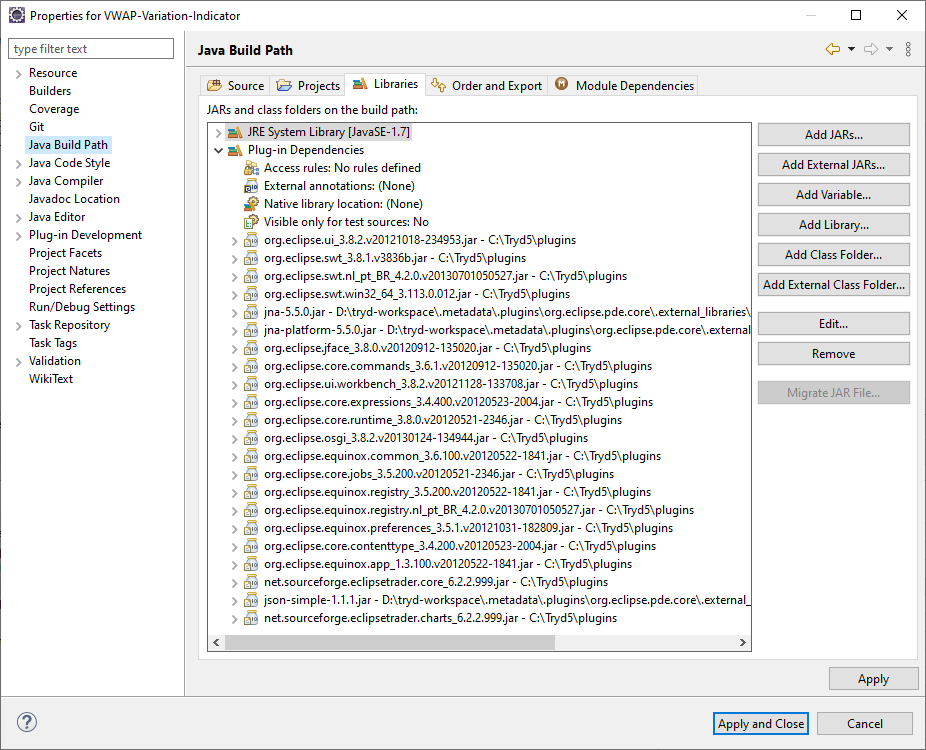 Properties for VWAP-Variation-Indicator
type filter text
Resource
Builders
Coverage
Git
Java Build Path
Java Code Style
Java Compiler
Javadoc Location
Java Editor
Plug-in Development
Project Facets
Project Natures
Project References
Run/Debug Settings
Task Repository
Task Tags
Validation
WikiText
Java Build Path
Source
Projects
Libraries
Order and Export
Module Dependencies
JARs and class folders on the build path:
JRE System Library [JavaSE-1.7]
Plug-in Dependencies
Access rules: No rules defined
External annotations: (None)
Native library location: (None)
Visible only for test sources: No
org.eclipse.ui_3.8.2.v20121018-234953.jar - C:\Tryd5\plugins
org.eclipse.swt_3.8.1.v3836b.jar - C:\Tryd5\plugins
org.eclipse.swt.nl_pt_BR_4.2.0.v20130701050527.jar - C:\Tryd5\plugins
org.eclipse.swt.win32_64_3.113.0.012.jar - C:\Tryd5\plugins
jna-5.5.0.jar - D:\tryd-workspace\.metadata\.plugins\org.eclipse.pde.core\.external_libraries\
jna-platform-5.5.0.jar - D:\tryd-workspace\.metadata\.plugins\org.eclipse.pde.core\.external
org.eclipse.jface_3.8.0.v20120912-135020.jar - C:\Tryd5\plugins
org.eclipse.core.commands_3.6.1.v20120912-135020.jar - C:\Tryd5\plugins
org.eclipse.ui.workbench_3.8.2.v20121128-133708.jar - C:\Tryd5\plugins
org.eclipse.core.expressions_3.4.400.v20120523-2004.jar - C:\Tryd5\plugins
org.eclipse.core.runtime_3.8.0.v20120521-2346.jar - C:\Tryd5\plugins
org.eclipse.osgi_3.8.2.v20130124-134944.jar - C:\Tryd5\plugins
org.eclipse.equinox.common_3.6.100.v20120522-1841.jar - C:\Tryd5\plugins
org.eclipse.core.jobs_3.5.200.v20120521-2346.jar - C:\Tryd5\plugins
org.eclipse.equinox.registry_3.5.200.v20120522-1841.jar - C:\Tryd5\plugins
org.eclipse.equinox.registry.nl_pt_BR_4.2.0.v20130701050527.jar - C:\Tryd5\plugins
org.eclipse.equinox.preferences_3.5.1.v20121031-182809.jar - C:\Tryd5\plugins
org.eclipse.core.contenttype_3.4.200.v20120523-2004.jar - C:\Tryd5\plugins
org.eclipse.equinox.app_1.3.100.v20120522-1841.jar - C:\Tryd5\plugins
net.sourceforge.eclipsetrader.core_6.2.2.999.jar - C:\Tryd5\plugins
json-simple-1.1.1.jar - D:\tryd-workspace\.metadata\.plugins\org.eclipse.pde.core\.external_
net.sourceforge.eclipsetrader.charts_6.2.2.999.jar - C:\Tryd5\plugins
Add JARs...
Add External JARs...
Add Variable...
Add Library...
Add Class Folder...
Add External Class Folder...
Edit...
Remove
Migrate JAR File...
Apply
?
Apply and Close
Cancel